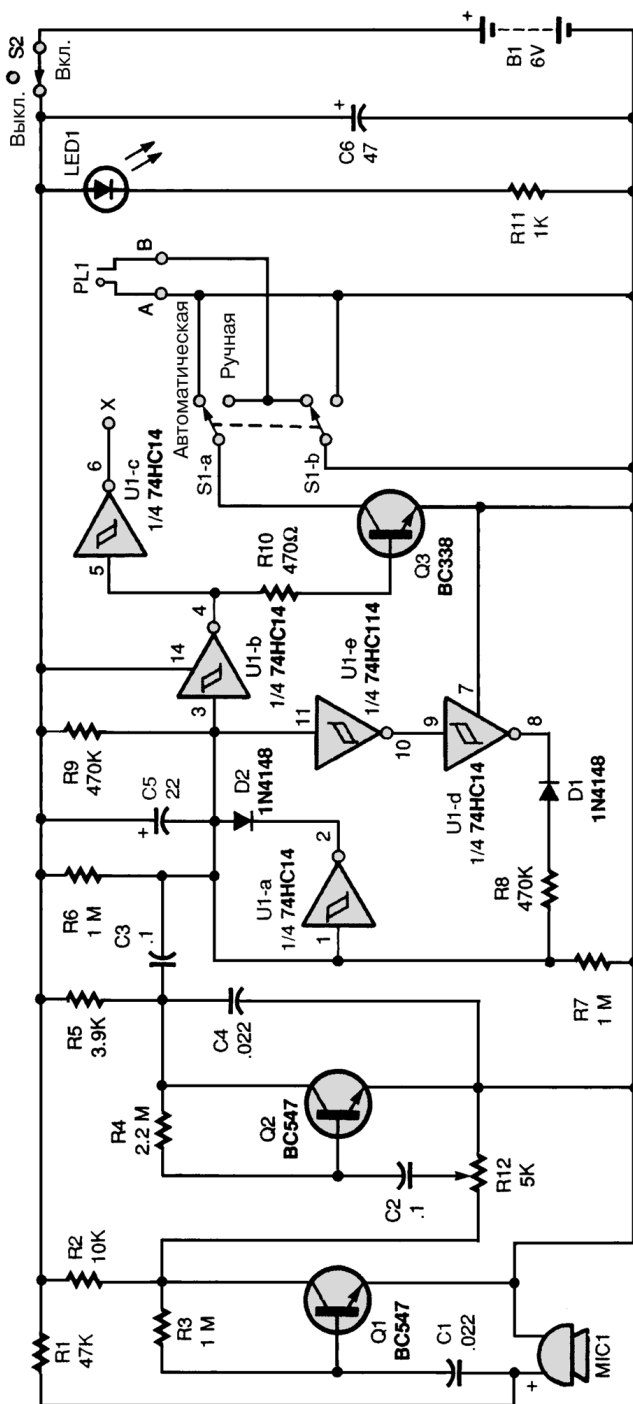 R1
47K
R2
10K
R3
1 M
Q1
BC547
C1
.022
MIC1
+
R4
2.2 M
Q2
BC547
C2
.1
R12
5K
R5
3.9K
C4
.022
C3
.1
R6
1 M
C5
22
+
R9
470K
D2
1N4148
1
2
U1-a
1/4 74HC14
R7
1 M
R8
470K
D1
1N4148
3
4
14
U1-b
1/4 74HC14
11
10
U1-e
1/4 74HC114
9
8
7
U1-d
1/4 74HC14
5
6
X
U1-c
1/4 74HC14
R10
470Ω
Q3
BC338
S1-a
S1-b
Автоматическая
Ручная
PL1
A
B
LED1
R11
1K
C6
47
+
Выкл.
S2
Вкл.
B1
6V
+